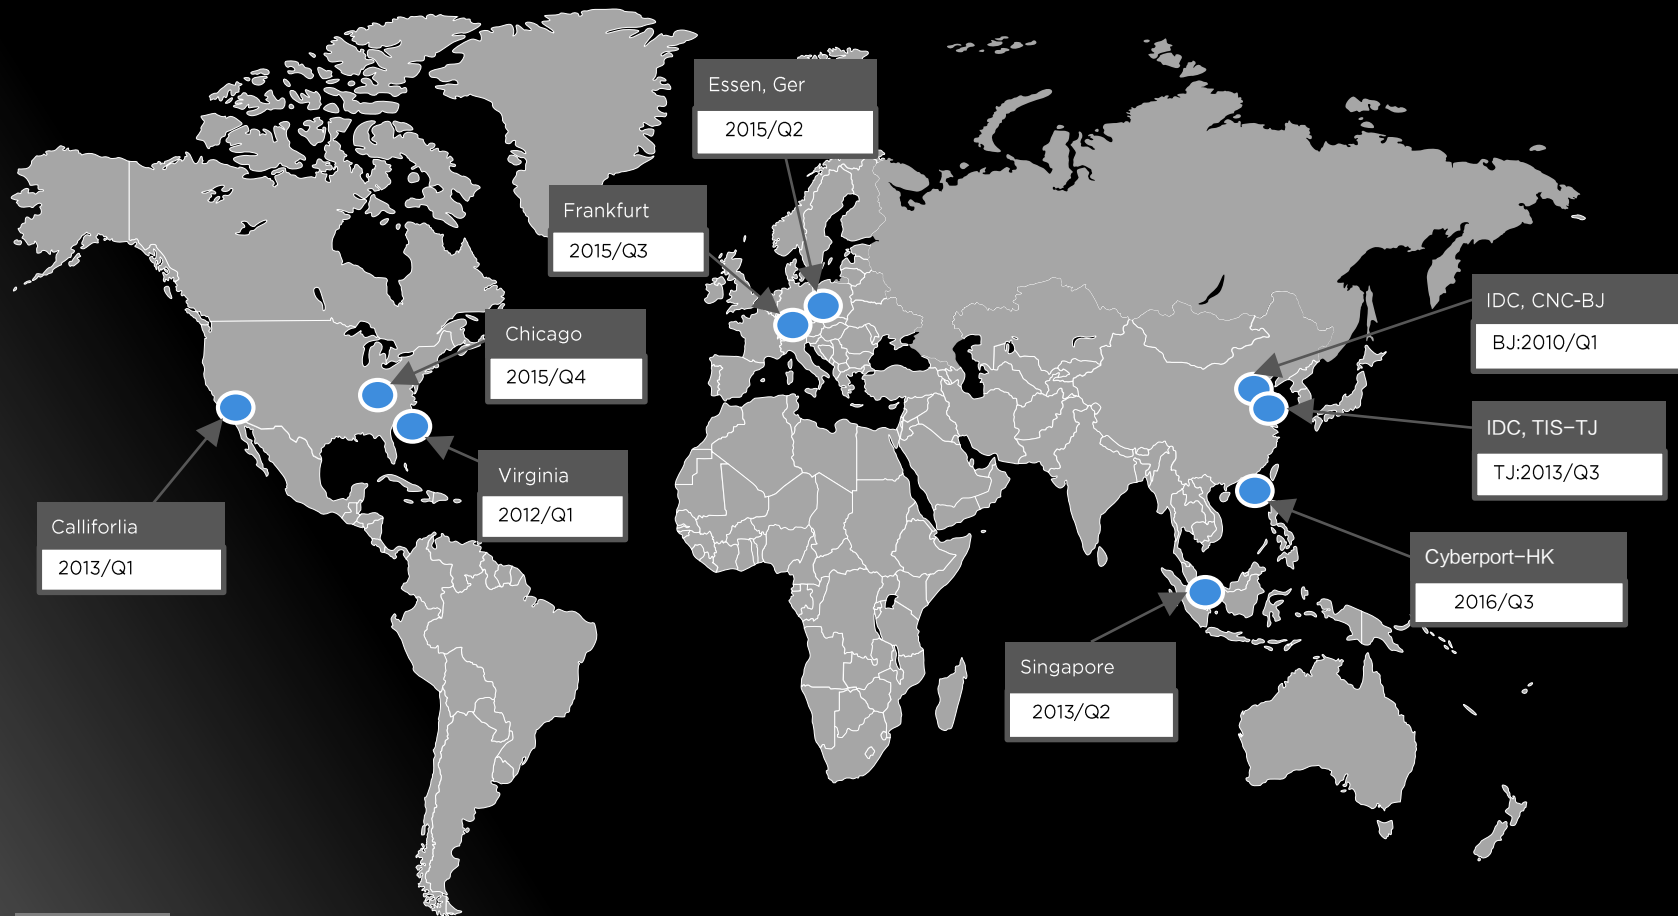 Essen, Ger
2015/Q2
Frankfurt
2015/Q3
IDC, CNC-BJ
BJ:2010/Q1
Chicago
2015/Q4
IDC, TIS-TJ
TJ:2013/Q3
Virginia
2012/Q1
Califorlia
2013/Q1
Cyberport-HK
2016/Q3
Singapore
2013/Q2